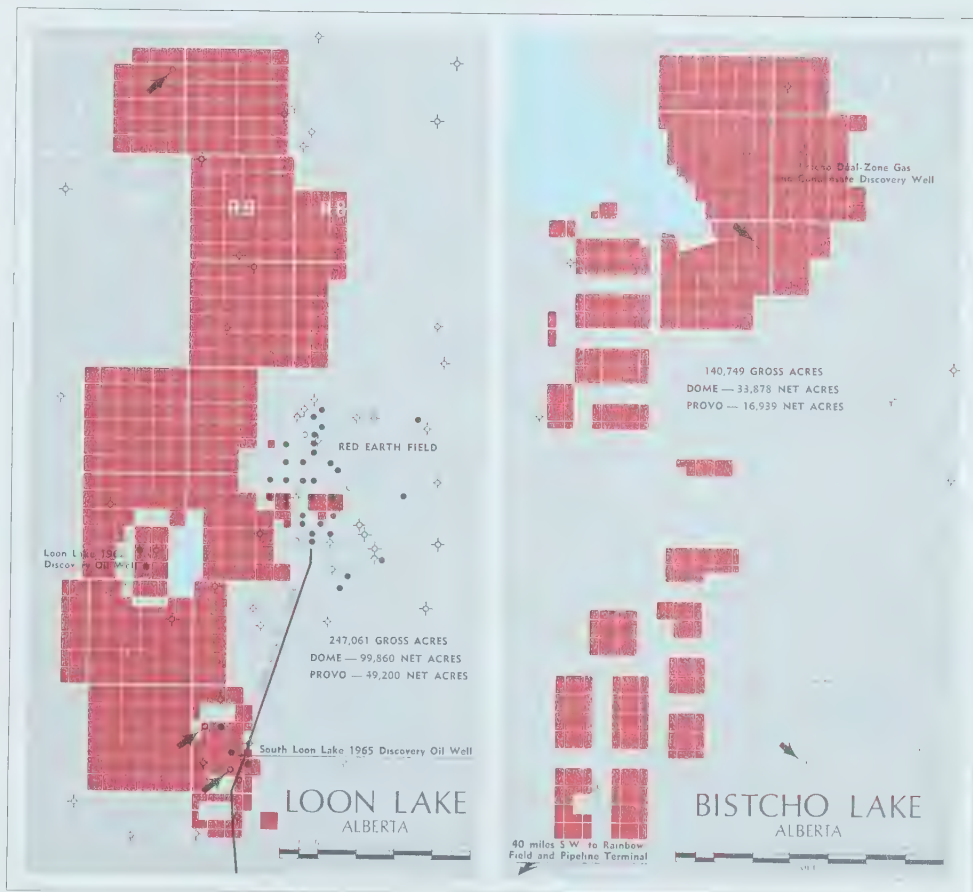 R9
R8
RED EARTH FIELD
Loon Lake
Discovery Oil Well
247,061 GROSS ACRES
DOME — 99,860 NET ACRES
PROVO — 49,200 NET ACRES
South Loon Lake 1965 Discovery Oil Well
LOON LAKE
ALBERTA
Dual-Zone Gas
Condensate Discovery Well
140,749 GROSS ACRES
DOME — 33,878 NET ACRES
PROVO — 16,939 NET ACRES
BISTCHO LAKE
ALBERTA
40 miles S.W. to Rainbow
Field and Pipeline Terminal